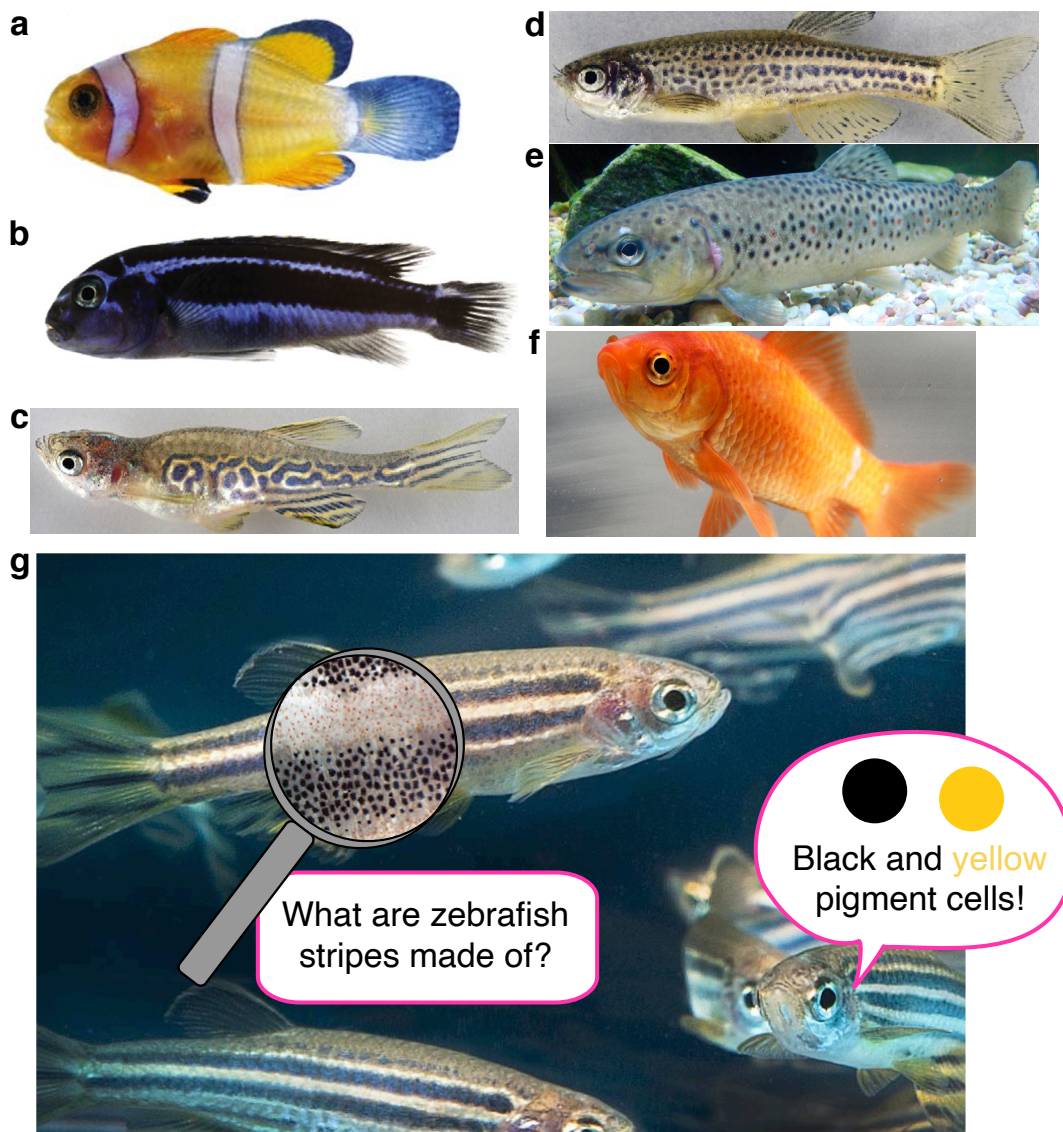 a
b
c
d
e
f
g
What are zebrafish
stripes made of?
Black and yellow
pigment cells!